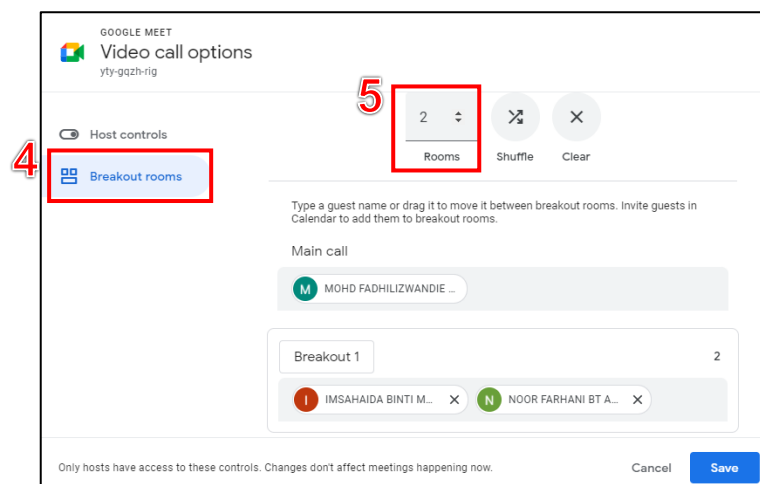 GOOGLE MEET
Video call options
yty-gqzh-rig
4
Host controls
Breakout rooms
5
2
Rooms
Shuffle
Clear
Type a guest name or drag it to move it between breakout rooms. Invite guests in
Calendar to add them to breakout rooms.
Main call
M MOHD FADHILIZWANDIE ...
Breakout 1 2
I IMSAHAIDA BINTI M... N NOOR FARHANI BT A...
Only hosts have access to these controls. Changes don't affect meetings happening now.
Cancel Save